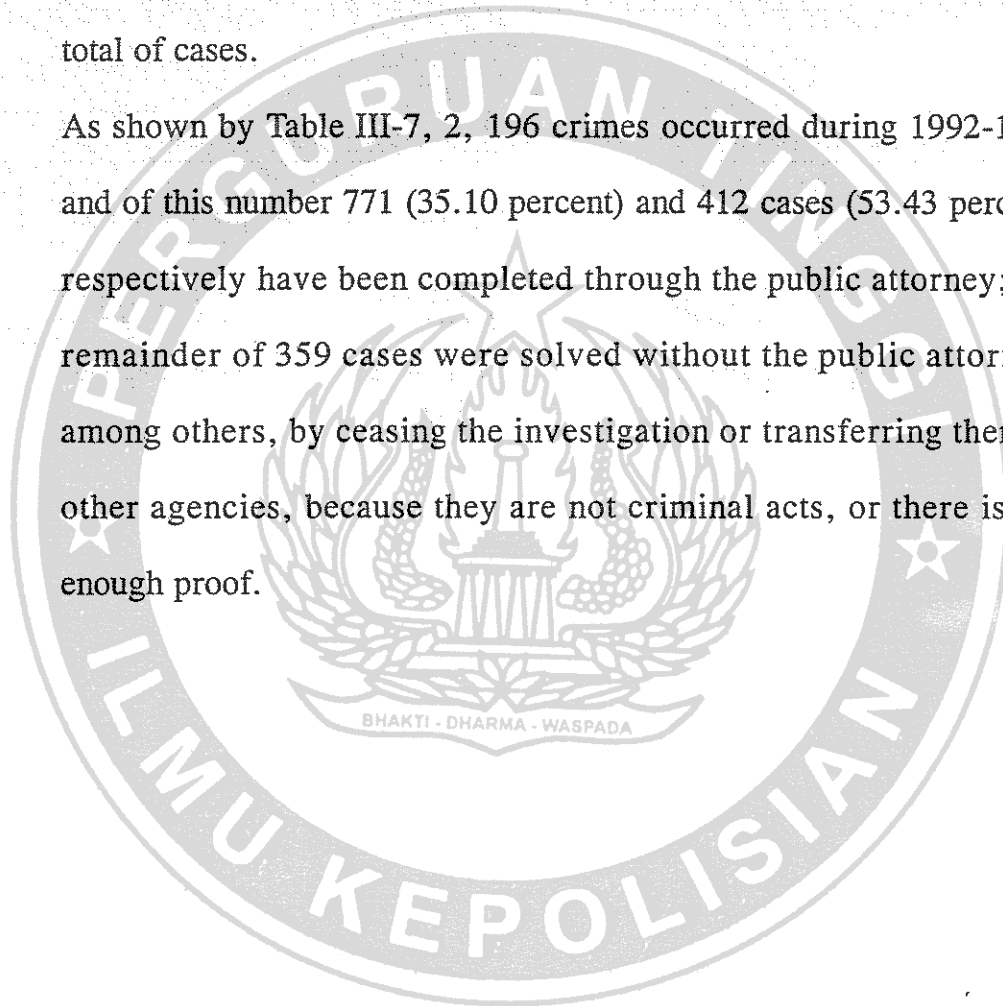 total of cases.
As shown by Table III-7, 2, 196 crimes occurred during 1992-1
and of this number 771 (35.10 percent) and 412 cases (53.43 perc
respectively have been completed through the public attorney;
remainder of 359 cases were solved without the public attor
among others, by ceasing the investigation or transferring ther
other agencies, because they are not criminal acts, or there is
enough proof.
PERGURUAN TINGGI
BHAKTI - DHARMA - WASPADA
ILMU KEPOLISIAN